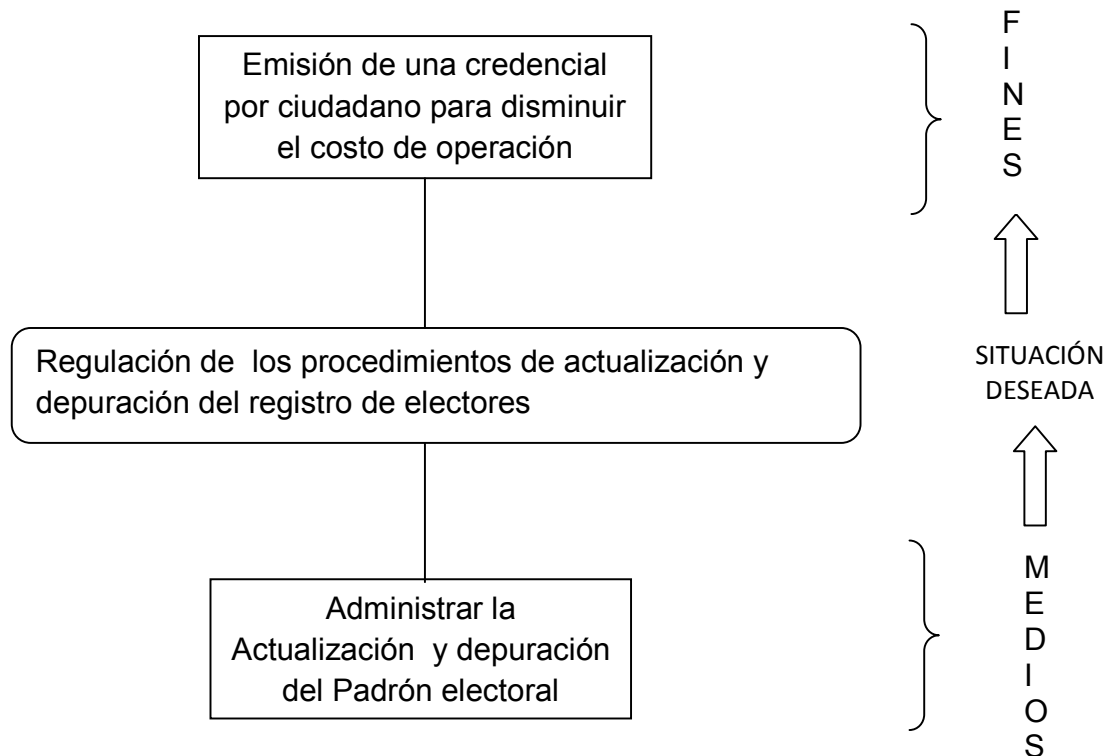 Emisión de una credencial
por ciudadano para disminuir
el costo de operación
F
I
N
E
S
Regulación de los procedimientos de actualización y
depuración del registro de electores
SITUACIÓN
DESEADA
Administrar la
Actualización y depuración
del Padrón electoral
M
E
D
I
O
S